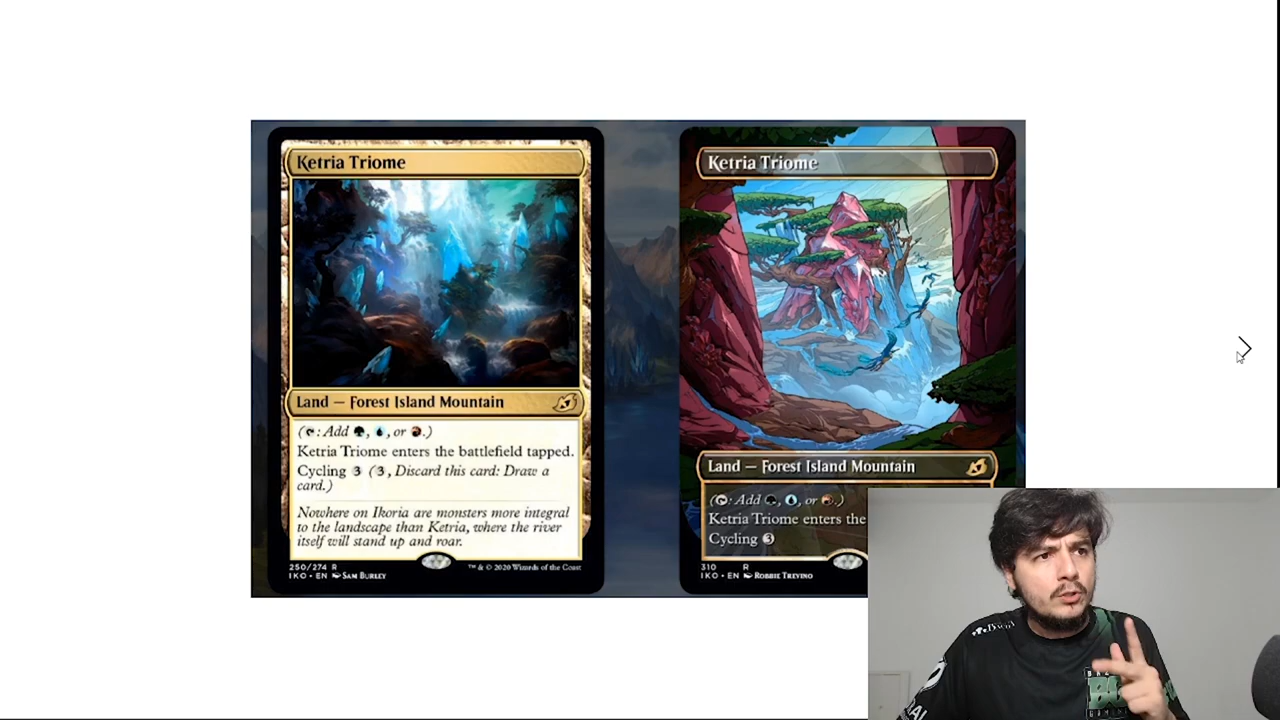 Ketria Triome
Land — Forest Island Mountain
( : Add , , or .)
Ketria Triome enters the battlefield tapped.
Cycling 3 (3, Discard this card: Draw a
card.)
Nowhere on Ikoria are monsters more integral
to the landscape than Ketria, where the river
itself will stand up and roar.
250/274 R
IKO • EN Sam Burley
™ & © 2020 Wizards of the Coast
Ketria Triome
Land — Forest Island Mountain
( : Add , , or .)
Ketria Triome enters the
Cycling 3
310 R
IKO • EN Robbie Trevino